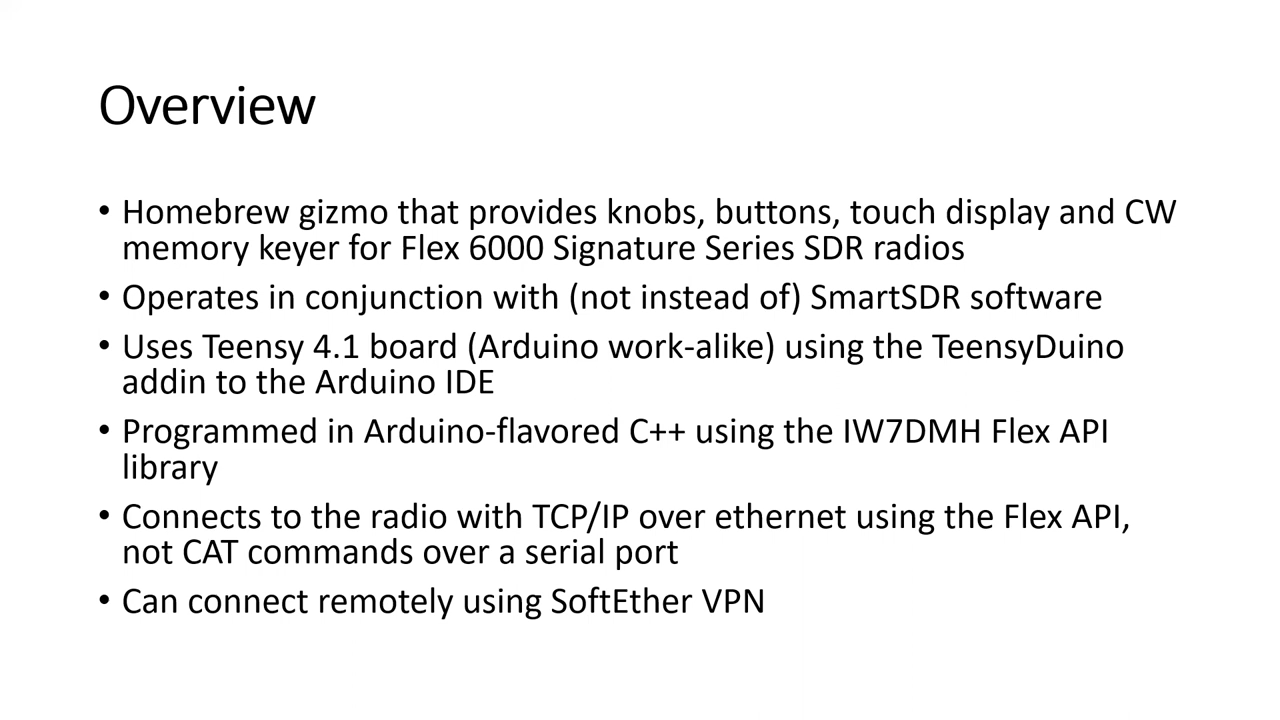 Overview
• Homebrew gizmo that provides knobs, buttons, touch display and CW
memory keyer for Flex 6000 Signature Series SDR radios
• Operates in conjunction with (not instead of) SmartSDR software
• Uses Teensy 4.1 board (Arduino work-alike) using the TeensyDuino
addin to the Arduino IDE
• Programmed in Arduino-flavored C++ using the IW7DMH Flex API
library
• Connects to the radio with TCP/IP over ethernet using the Flex API,
not CAT commands over a serial port
• Can connect remotely using SoftEther VPN